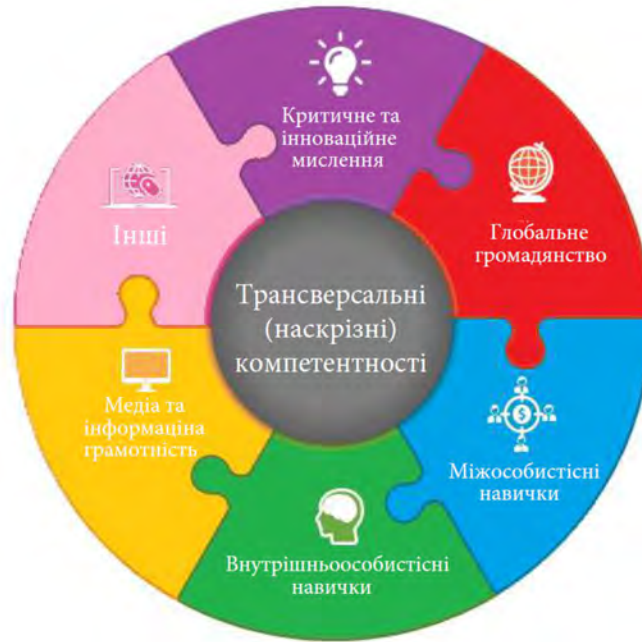 Критичне та
інноваційне
мислення
Глобальне
громадянство
Міжособистісні
навички
Внутрішньоособистісні
навички
Медіа та
інформаціна
грамотність
Інші
Трансверсальні
(наскрізні)
компетентності